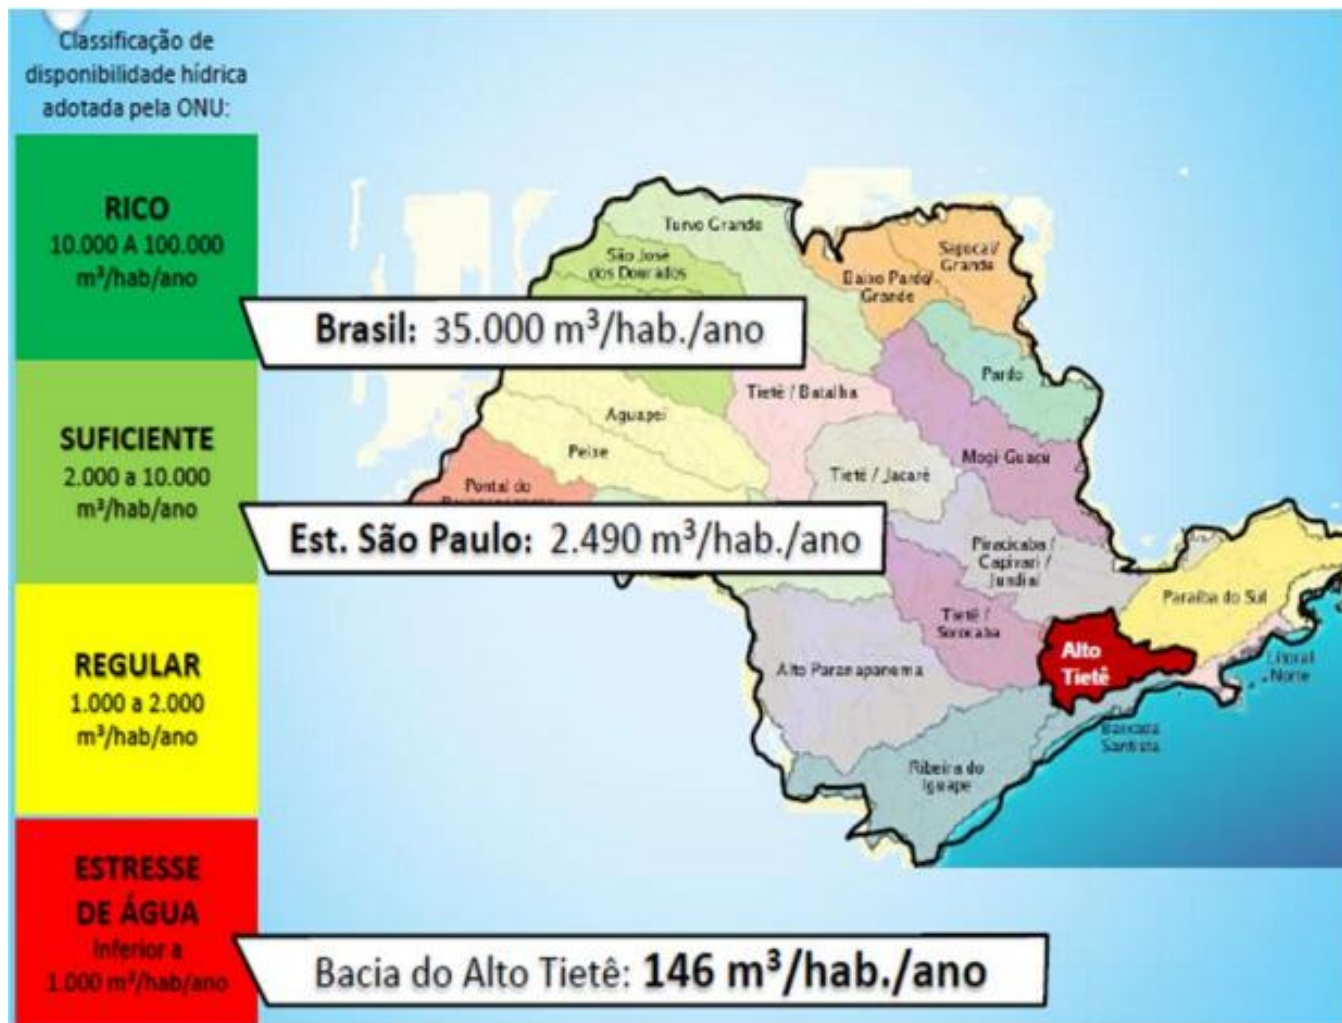 Classificação de
disponibilidade hídrica
adotada pela ONU:
RICO
10.000 A 100.000
m³/hab/ano
Brasil: 35.000 m³/hab./ano
SUFICIENTE
2.000 a 10.000
m³/hab/ano
Est. São Paulo: 2.490 m³/hab./ano
REGULAR
1.000 a 2.000
m³/hab/ano
ESTRESSE
DE ÁGUA
Inferior a
1.000 m³/hab/ano
Bacia do Alto Tietê: 146 m³/hab./ano
Turvo Grande
São José
dos Dourados
Sapucaí/
Grande
Baixo Pardo/
Grande
Pardo
Tietê / Batalha
Aguapeí
Peixe
Mogi-Guaçu
Tietê / Jacaré
Pontal do
Piracicaba /
Capivari /
Jundiaí
Paraíba do Sul
Tietê /
Sorocaba
Alto
Tietê
Litoral
Norte
Alto Paranapanema
Baixada
Santista
Ribeira do
Iguape